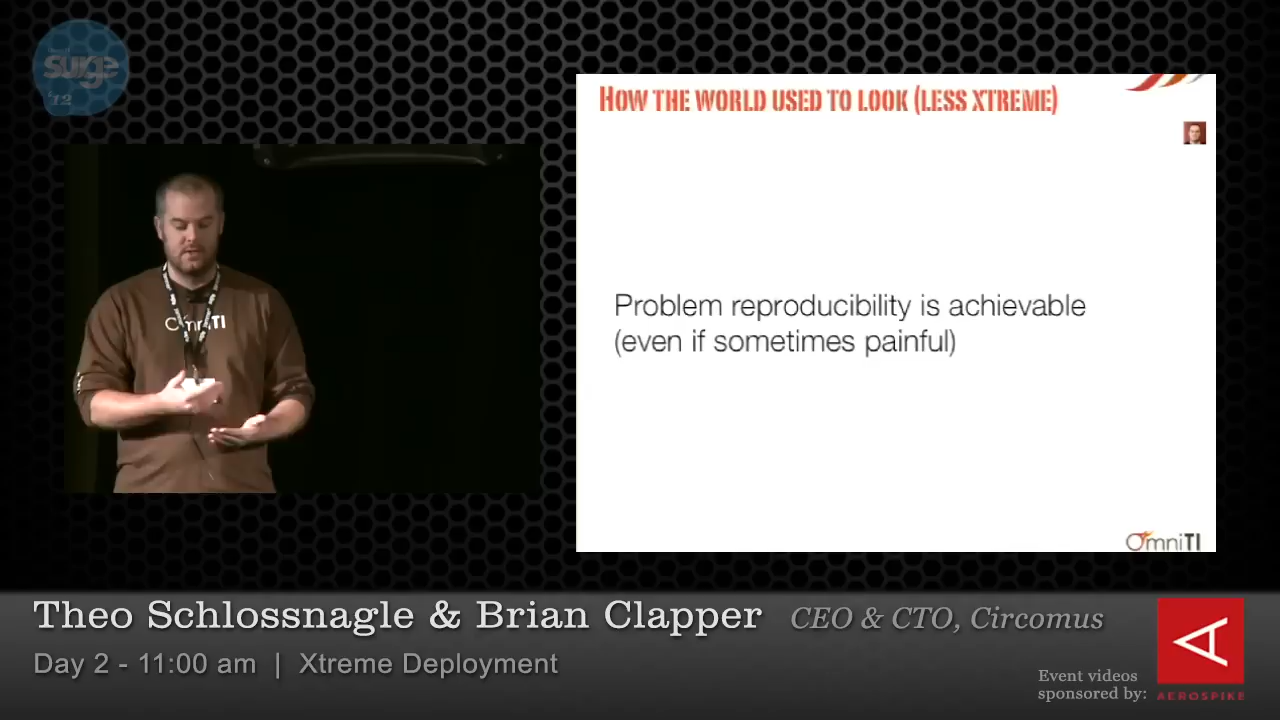 surge
'12
HOW THE WORLD USED TO LOOK (LESS XTREME)
OmniTI
Problem reproducibility is achievable
(even if sometimes painful)
OmniTI
Theo Schlossnagle & Brian Clapper CEO & CTO, Circomus
Day 2 - 11:00 am | Xtreme Deployment
Event videos
sponsored by:
AEROSPIKE